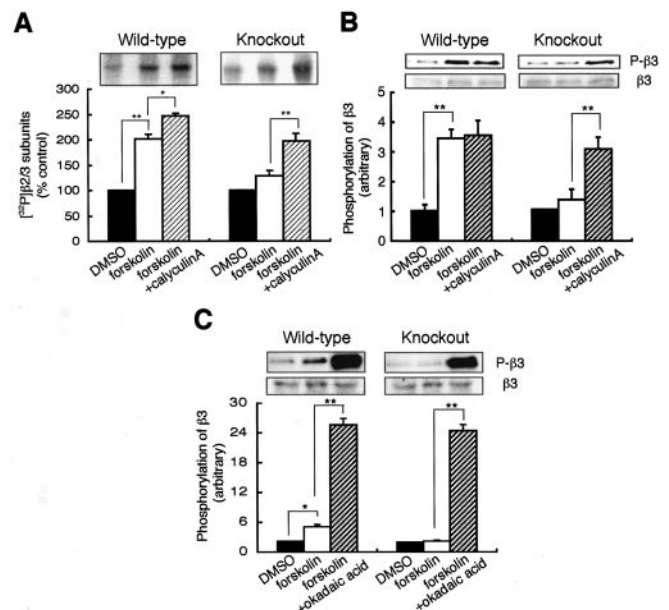 A
Wild-type
Knockout
[³²P]β2/3 subunits
(% control)
300
250
200
150
100
50
0
**
*
**
DMSO
forskolin
forskolin
+calyculinA
DMSO
forskolin
forskolin
+calyculinA
B
Wild-type
Knockout
P-β3
β3
Phosphorylation of β3
(arbitrary)
5
4
3
2
1
0
**
**
DMSO
forskolin
forskolin
+calyculinA
DMSO
forskolin
forskolin
+calyculinA
C
Wild-type
Knockout
P-β3
β3
Phosphorylation of β3
(arbitrary)
30
24
18
12
6
0
*
**
**
DMSO
forskolin
forskolin
+okadaic acid
DMSO
forskolin
forskolin
+okadaic acid